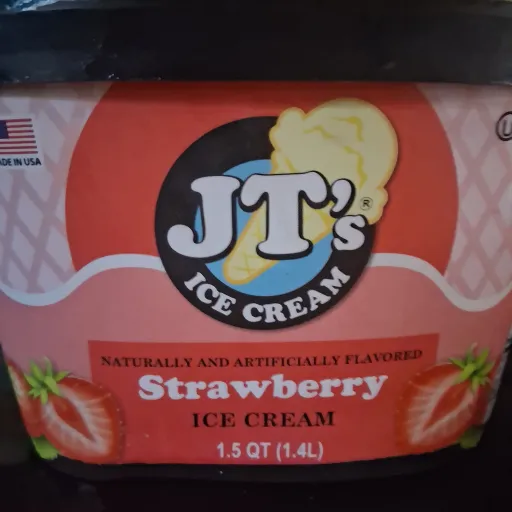 MADE IN USA
JT's®
ICE CREAM
NATURALLY AND ARTIFICIALLY FLAVORED
Strawberry
ICE CREAM
1.5 QT (1.4L)